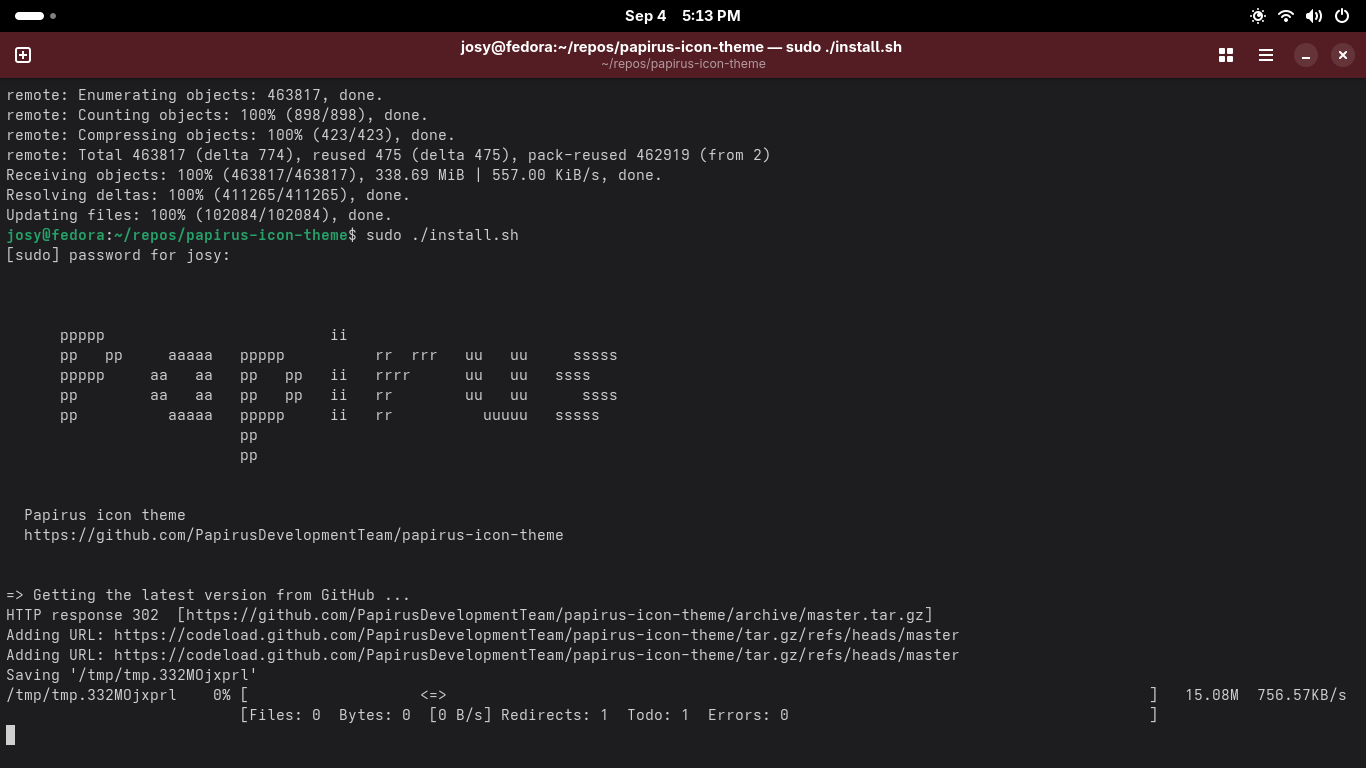 Sep 4 5:13 PM
josy@fedora:~/repos/papirus-icon-theme — sudo ./install.sh
~/repos/papirus-icon-theme
remote: Enumerating objects: 463817, done.
remote: Counting objects: 100% (898/898), done.
remote: Compressing objects: 100% (423/423), done.
remote: Total 463817 (delta 774), reused 475 (delta 475), pack-reused 462919 (from 2)
Receiving objects: 100% (463817/463817), 338.69 MiB | 557.00 KiB/s, done.
Resolving deltas: 100% (411265/411265), done.
Updating files: 100% (102084/102084), done.
josy@fedora:~/repos/papirus-icon-theme$ sudo ./install.sh
[sudo] password for josy:
      ppppp                         ii
      pp   pp     aaaaa   ppppp          rr  rrr   uu   uu     sssss
      ppppp     aa   aa   pp   pp   ii   rrrr      uu   uu   ssss
      pp        aa   aa   pp   pp   ii   rr        uu   uu      ssss
      pp          aaaaa   ppppp     ii   rr          uuuuu   sssss
                          pp
                          pp
  Papirus icon theme
  https://github.com/PapirusDevelopmentTeam/papirus-icon-theme
=> Getting the latest version from GitHub ...
HTTP response 302  [https://github.com/PapirusDevelopmentTeam/papirus-icon-theme/archive/master.tar.gz]
Adding URL: https://codeload.github.com/PapirusDevelopmentTeam/papirus-icon-theme/tar.gz/refs/heads/master
Adding URL: https://codeload.github.com/PapirusDevelopmentTeam/papirus-icon-theme/tar.gz/refs/heads/master
Saving '/tmp/tmp.332MOjxprl'
/tmp/tmp.332MOjxprl    0% [                   <=>                                                                              ]   15.08M  756.57KB/s
                          [Files: 0  Bytes: 0  [0 B/s] Redirects: 1  Todo: 1  Errors: 0                                        ]